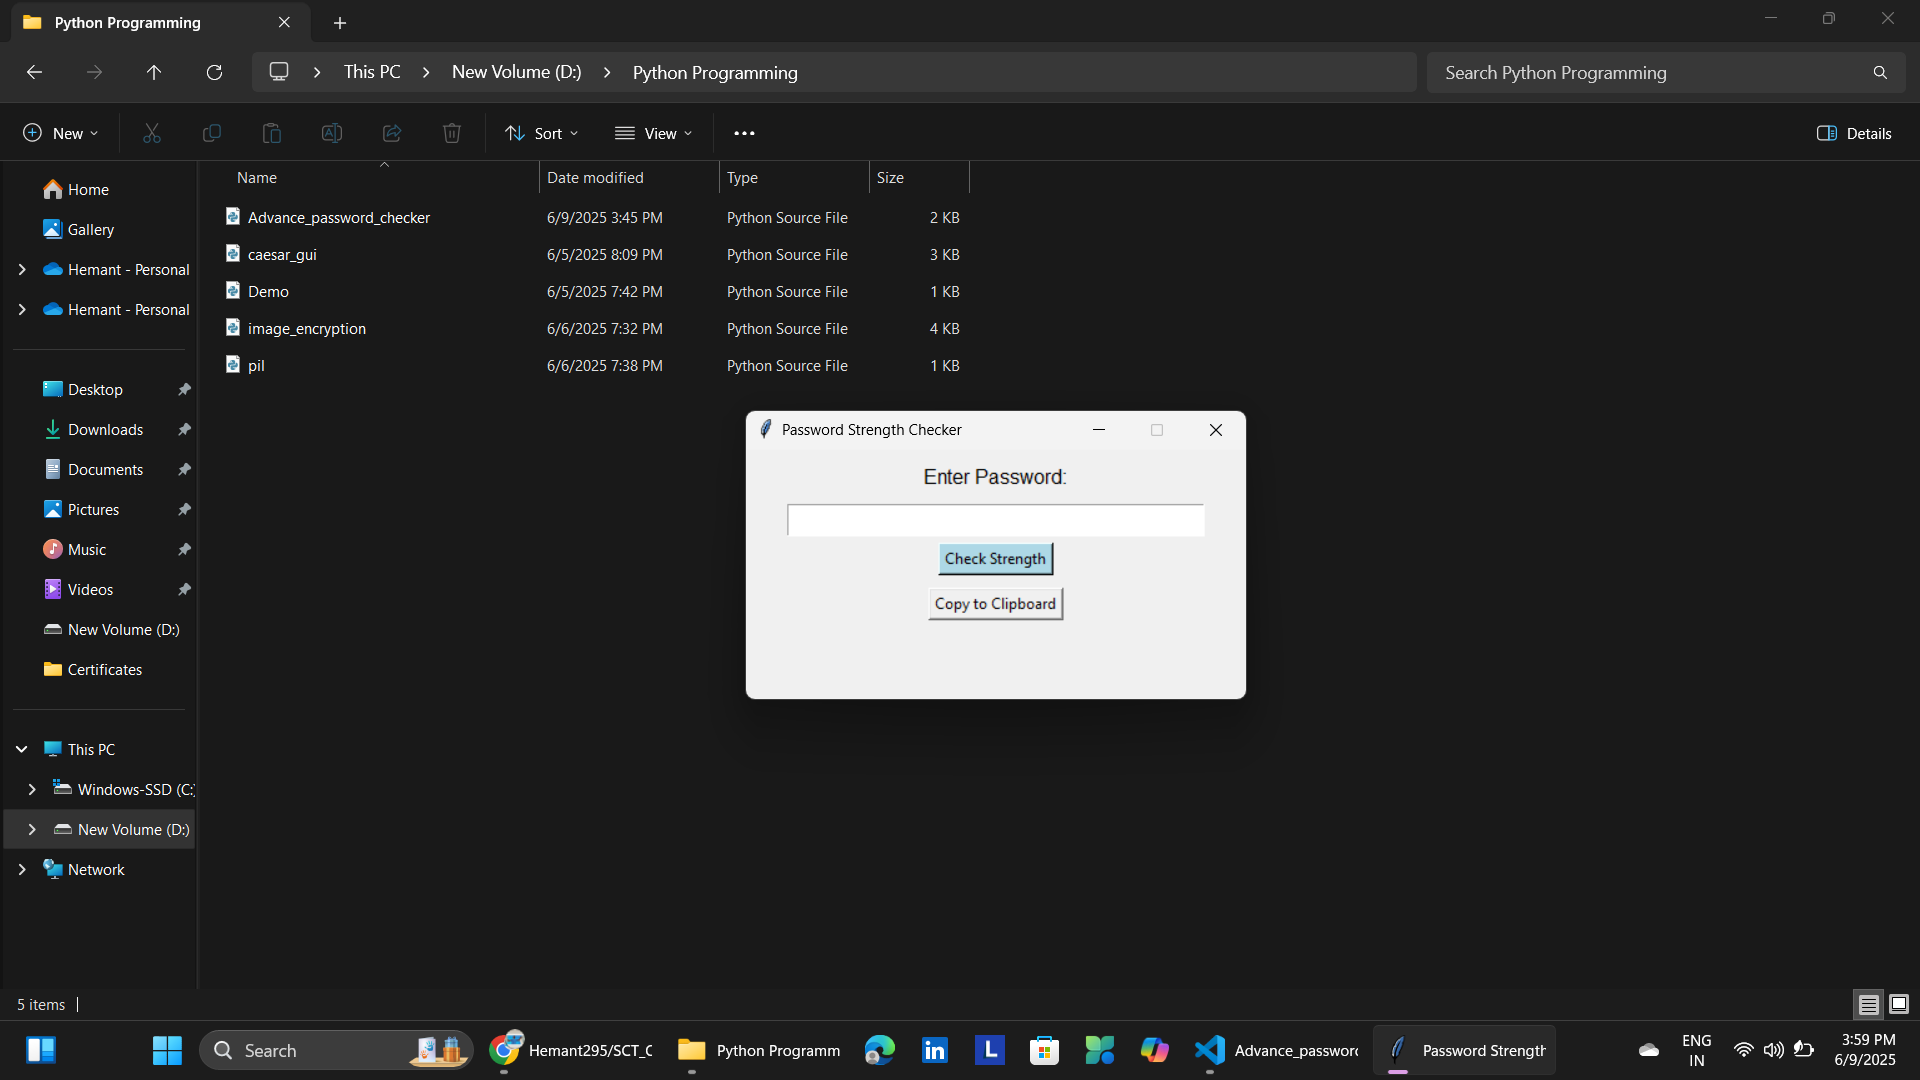 Python Programming
This PC > New Volume (D:) > Python Programming
Search Python Programming
New
Sort
View
Details
Name Date modified Type Size
Advance_password_checker 6/9/2025 3:45 PM Python Source File 2 KB
caesar_gui 6/5/2025 8:09 PM Python Source File 3 KB
Demo 6/5/2025 7:42 PM Python Source File 1 KB
image_encryption 6/6/2025 7:32 PM Python Source File 4 KB
pil 6/6/2025 7:38 PM Python Source File 1 KB
Home
Gallery
Hemant - Personal
Hemant - Personal
Desktop
Downloads
Documents
Pictures
Music
Videos
New Volume (D:)
Certificates
This PC
Windows-SSD (C:
New Volume (D:)
Network
Password Strength Checker
Enter Password:
Check Strength
Copy to Clipboard
5 items
Search
Hemant295/SCT_C
Python Programm
L
Advance_passwor
Password Strength
ENG
IN
3:59 PM
6/9/2025